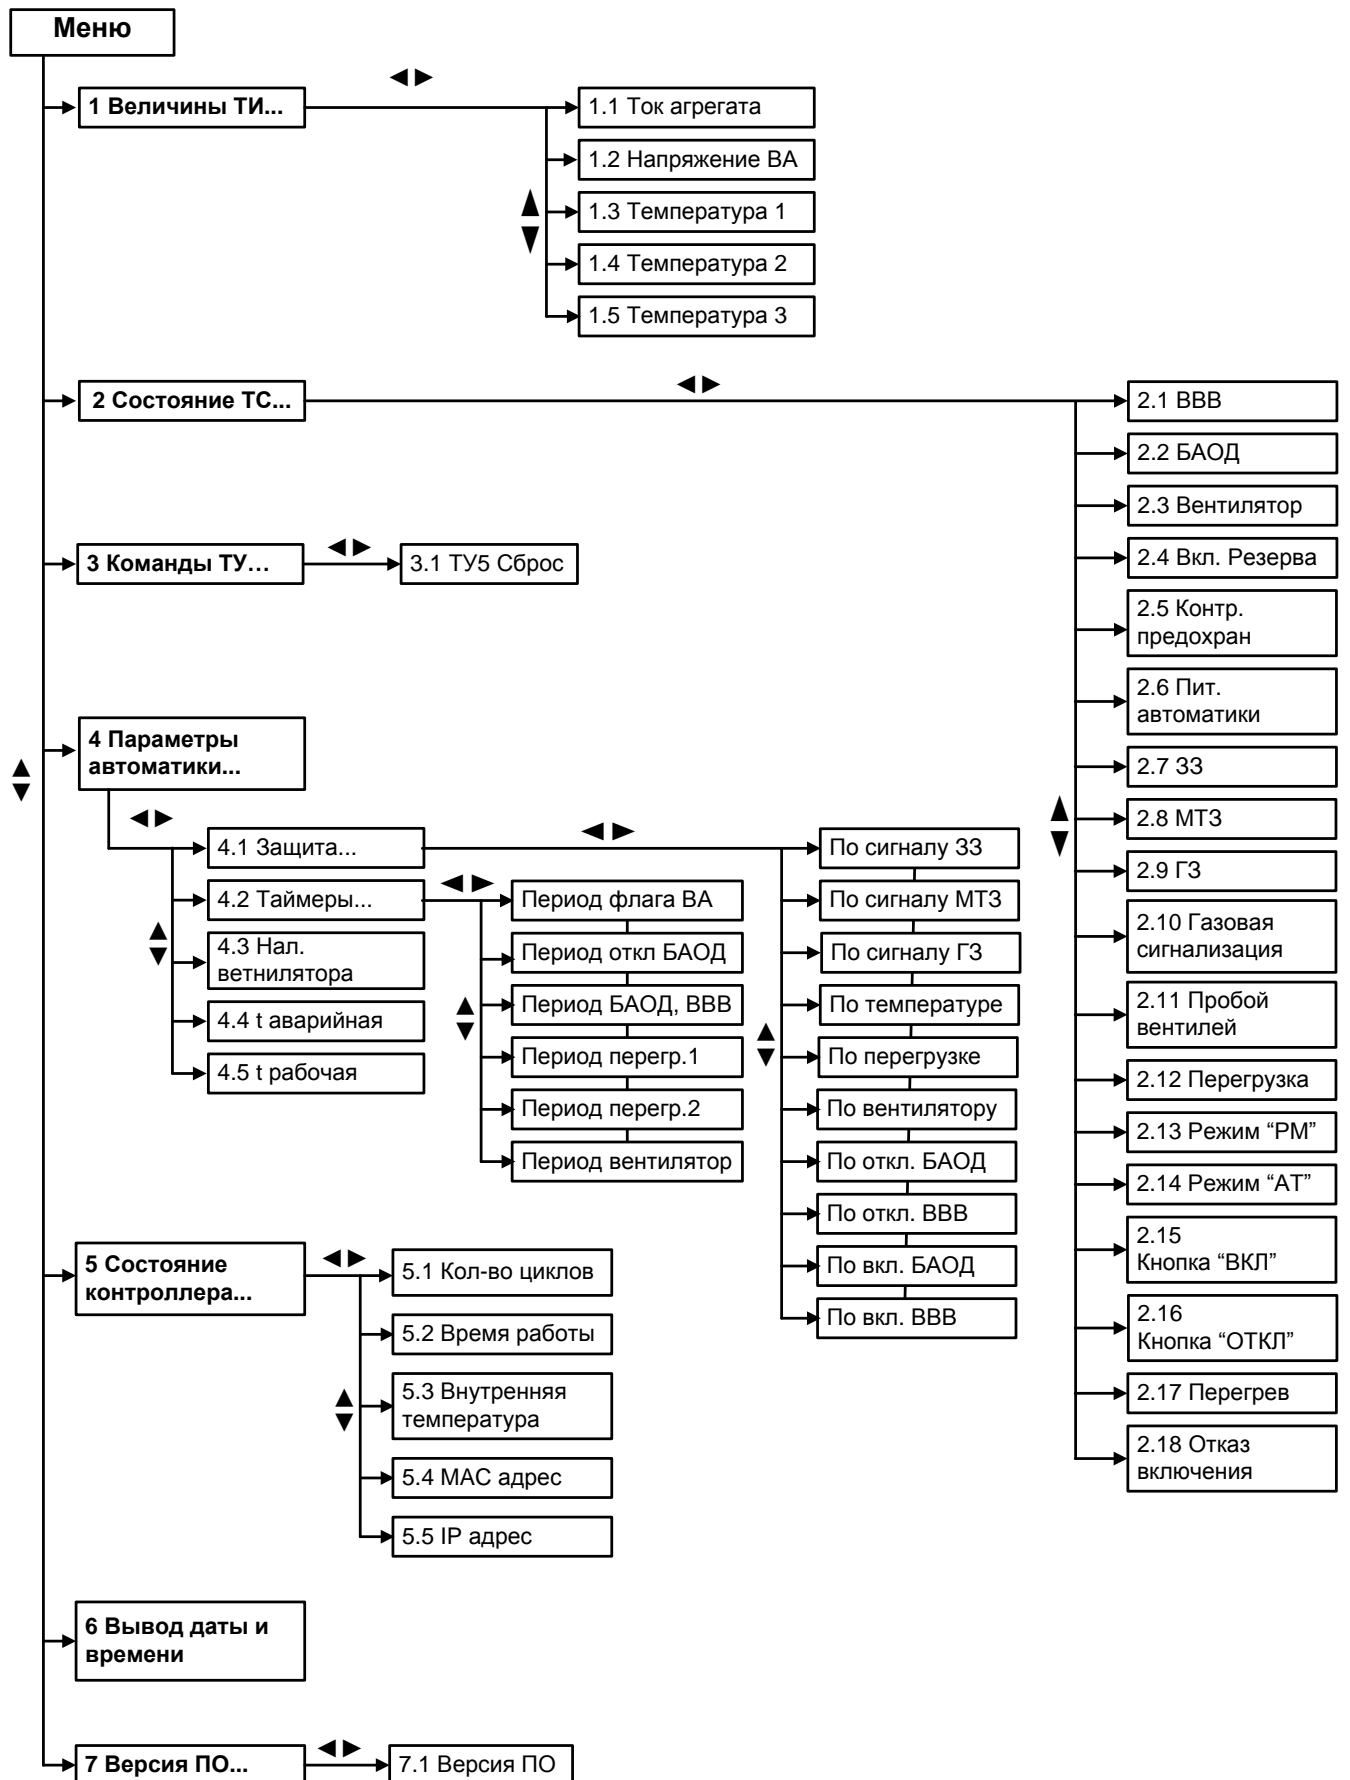 Меню
1 Величины ТИ...
1.1 Ток агрегата
1.2 Напряжение ВА
1.3 Температура 1
1.4 Температура 2
1.5 Температура 3
2 Состояние ТС...
2.1 ВВВ
2.2 БАОД
2.3 Вентилятор
2.4 Вкл. Резерва
2.5 Контр.
предохран
2.6 Пит.
автоматики
2.7 ЗЗ
2.8 МТЗ
2.9 ГЗ
2.10 Газовая
сигнализация
2.11 Пробой
вентилей
2.12 Перегрузка
2.13 Режим “РМ”
2.14 Режим “АТ”
2.15
Кнопка “ВКЛ”
2.16
Кнопка “ОТКЛ”
2.17 Перегрев
2.18 Отказ
включения
3 Команды ТУ...
3.1 ТУ5 Сброс
4 Параметры
автоматики...
4.1 Защита...
По сигналу ЗЗ
По сигналу МТЗ
По сигналу ГЗ
По температуре
По перегрузке
По вентилятору
По откл. БАОД
По откл. ВВВ
По вкл. БАОД
По вкл. ВВВ
4.2 Таймеры...
Период флага ВА
Период откл БАОД
Период БАОД, ВВВ
Период перегр.1
Период перегр.2
Период вентилятор
4.3 Нал.
ветнилятора
4.4 t аварийная
4.5 t рабочая
5 Состояние
контроллера...
5.1 Кол-во циклов
5.2 Время работы
5.3 Внутренняя
температура
5.4 MAC адрес
5.5 IP адрес
6 Вывод даты и
времени
7 Версия ПО...
7.1 Версия ПО